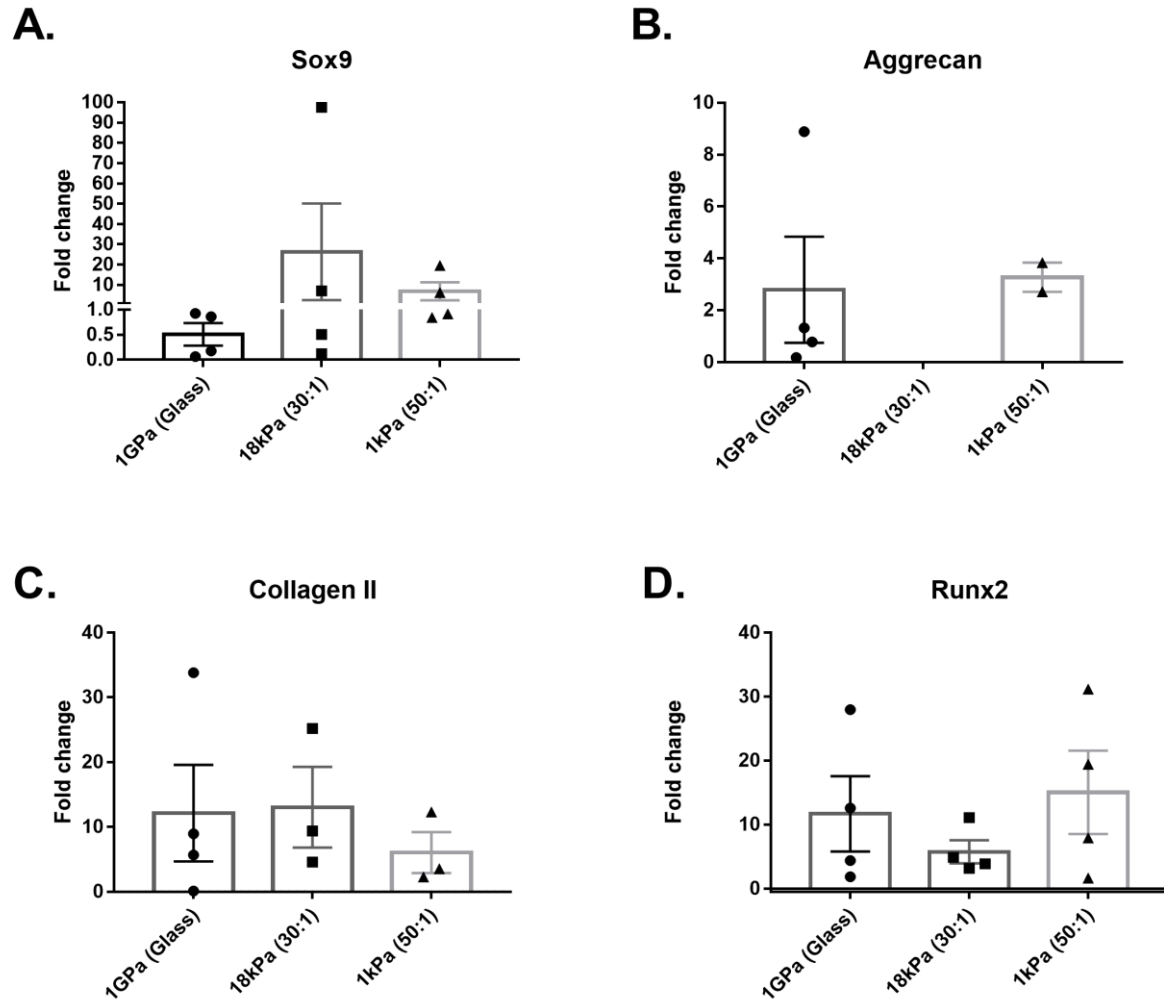 A.
Sox9
Fold change
100
90
80
70
60
50
40
30
20
10
1.0
0.5
0.0
1GPa (Glass)
18kPa (30:1)
1kPa (50:1)
B.
Aggrecan
Fold change
10
8
6
4
2
0
1GPa (Glass)
18kPa (30:1)
1kPa (50:1)
C.
Collagen II
Fold change
40
30
20
10
0
1GPa (Glass)
18kPa (30:1)
1kPa (50:1)
D.
Runx2
Fold change
40
30
20
10
0
1GPa (Glass)
18kPa (30:1)
1kPa (50:1)